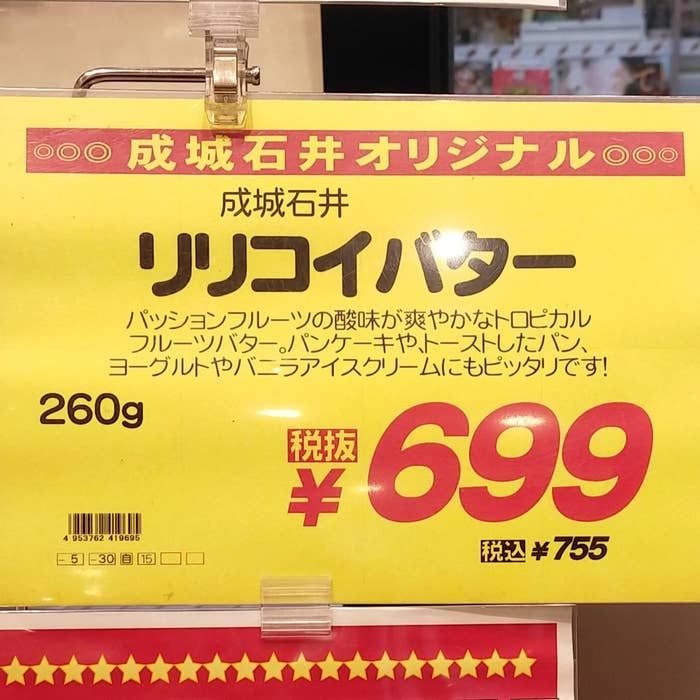 ◎◎◎ 成城石井オリジナル ◎◎◎
成城石井
リリコイバター
パッションフルーツの酸味が爽やかなトロピカル
フルーツバター。パンケーキや、トーストしたパン、
ヨーグルトやバニラアイスクリームにもピッタリです!
260g
税抜
¥699
税込 ¥755
4 953762 419695
-5 -30 自 15